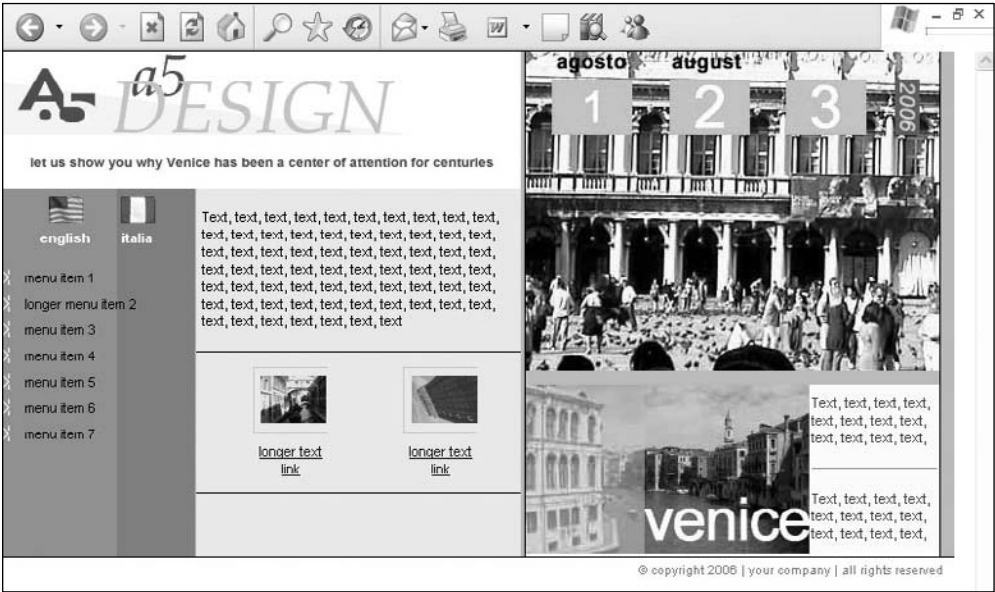 A5
a5
DESIGN
let us show you why Venice has been a center of attention for centuries
english
italia
menu item 1
longer menu item 2
menu item 3
menu item 4
menu item 5
menu item 6
menu item 7
Text, text, text, text, text, text, text, text, text, text,
text, text, text, text, text, text, text, text, text, text,
text, text, text, text, text, text, text, text, text, text,
text, text, text, text, text, text, text, text, text, text,
text, text, text, text, text, text, text, text, text, text,
text, text, text, text, text, text, text, text, text, text,
text, text, text, text, text, text, text
longer text
link
longer text
link
agosto
august
1
2
3
2006
venice
Text, text, text, text,
text, text, text, text,
text, text, text, text,
Text, text, text, text,
text, text, text, text,
text, text, text, text,
© copyright 2006 | your company | all rights reserved
W